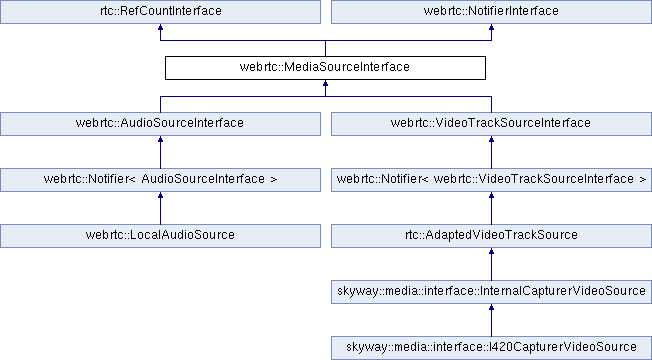 rtc::RefCountInterface
webrtc::NotifierInterface
webrtc::MediaSourceInterface
webrtc::AudioSourceInterface
webrtc::VideoTrackSourceInterface
webrtc::Notifier< AudioSourceInterface >
webrtc::Notifier< webrtc::VideoTrackSourceInterface >
webrtc::LocalAudioSource
rtc::AdaptedVideoTrackSource
skyway::media::interface::InternalCapturerVideoSource
skyway::media::interface::I420CapturerVideoSource